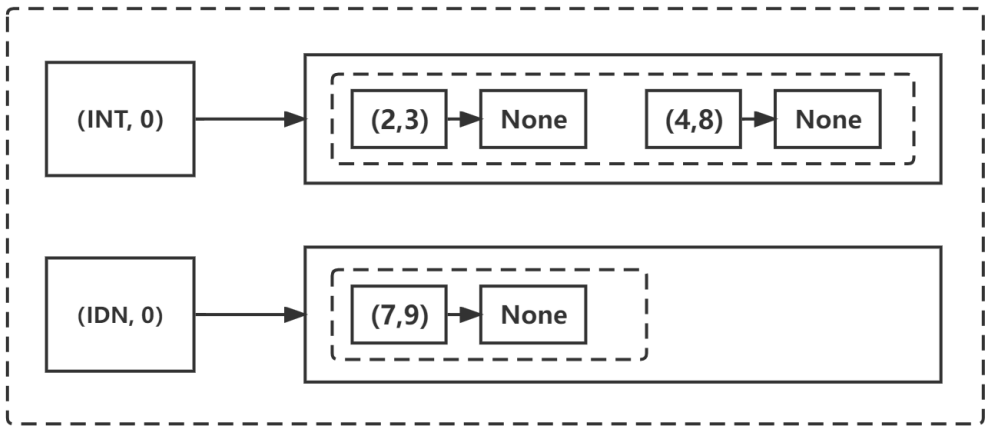 (INT, 0)
(2,3)
None
(4,8)
None
(IDN, 0)
(7,9)
None